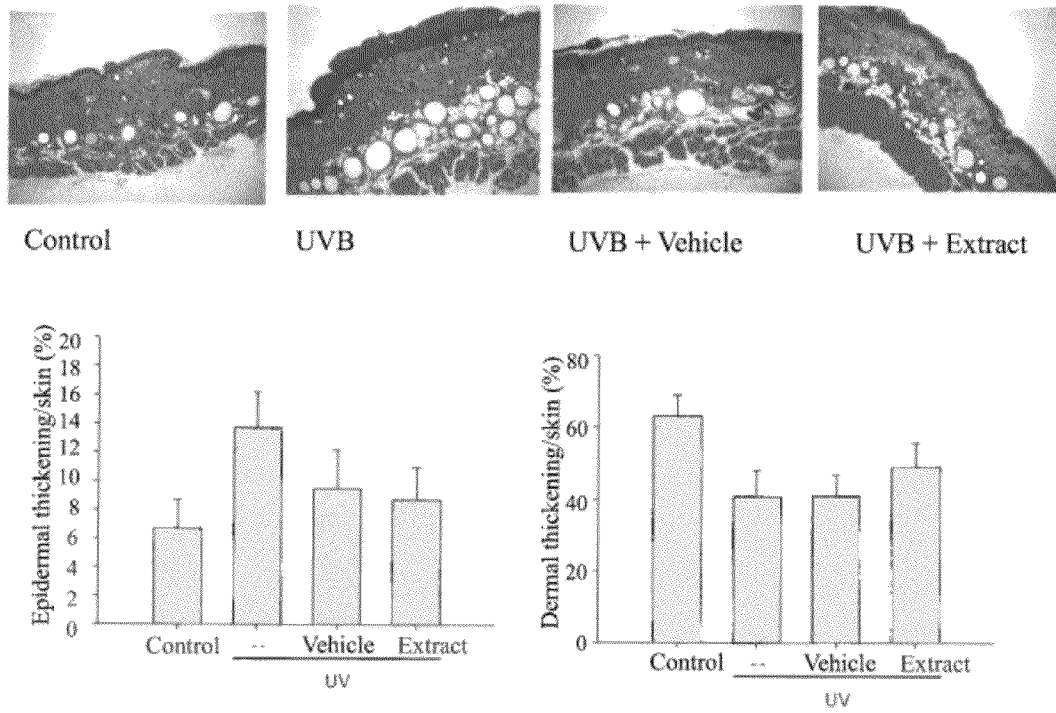 Control
UVB
UVB + Vehicle
UVB + Extract
Epidermal thickening/skin (%)
20
18
16
14
12
10
8
6
4
2
0
Control
--
Vehicle
Extract
UV
Dermal thickening/skin (%)
80
60
40
20
0
Control
--
Vehicle
Extract
UV